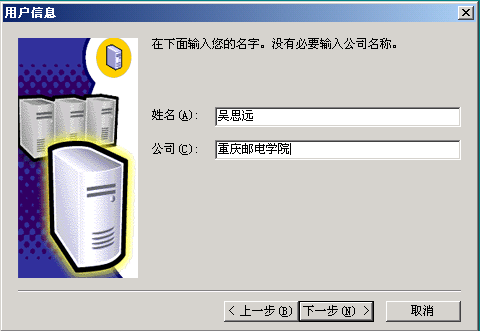 用户信息
在下面输入您的名字。没有必要输入公司名称。
姓名(A): 吴思远
公司(C): 重庆邮电学院
< 上一步(B) 下一步(N) > 取消